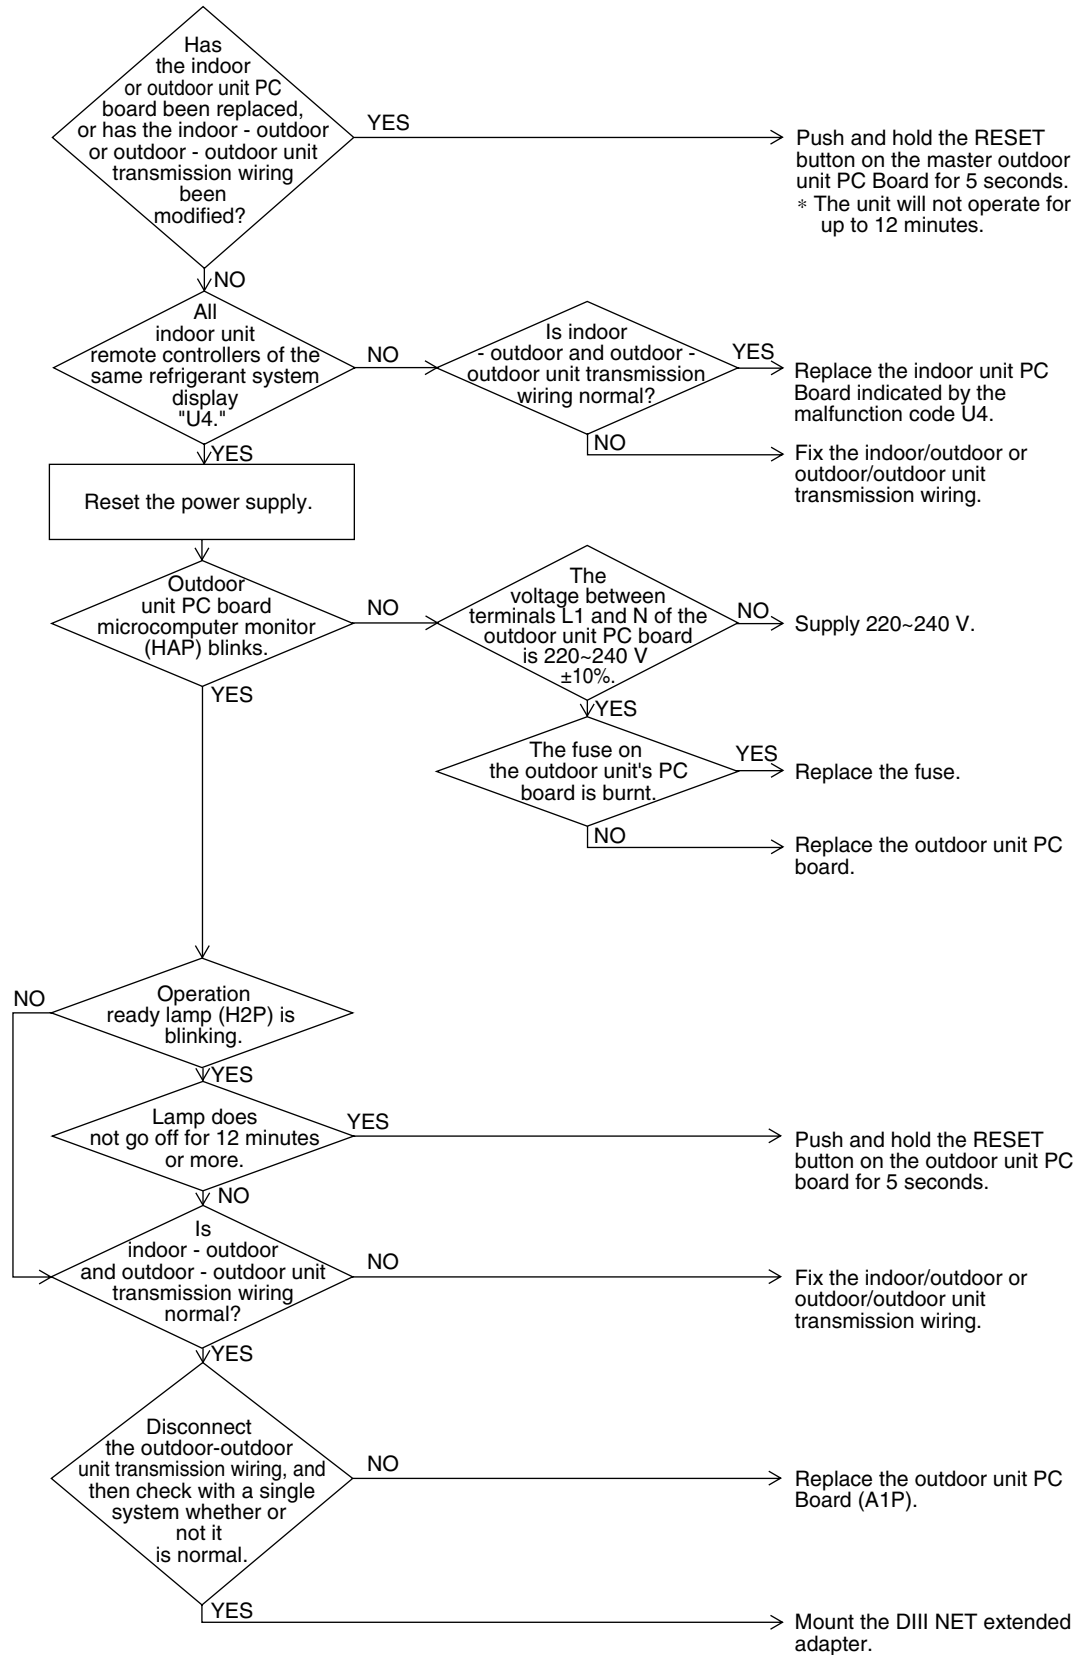 Has
the indoor
or outdoor unit PC
board been replaced,
or has the indoor - outdoor
or outdoor - outdoor unit
transmission wiring
been
modified?
YES
Push and hold the RESET
button on the master outdoor
unit PC Board for 5 seconds.
* The unit will not operate for
up to 12 minutes.
NO
All
indoor unit
remote controllers of the
same refrigerant system
display
"U4."
NO
Is indoor
- outdoor and outdoor -
outdoor unit transmission
wiring normal?
YES
Replace the indoor unit PC
Board indicated by the
malfunction code U4.
NO
Fix the indoor/outdoor or
outdoor/outdoor unit
transmission wiring.
YES
Reset the power supply.
Outdoor
unit PC board
microcomputer monitor
(HAP) blinks.
NO
The
voltage between
terminals L1 and N of the
outdoor unit PC board
is 220~240 V
±10%.
NO
Supply 220~240 V.
YES
The fuse on
the outdoor unit's PC
board is burnt.
YES
Replace the fuse.
NO
Replace the outdoor unit PC
board.
YES
Operation
ready lamp (H2P) is
blinking.
NO
YES
Lamp does
not go off for 12 minutes
or more.
YES
Push and hold the RESET
button on the outdoor unit PC
board for 5 seconds.
NO
Is
indoor - outdoor
and outdoor - outdoor unit
transmission wiring
normal?
NO
Fix the indoor/outdoor or
outdoor/outdoor unit
transmission wiring.
YES
Disconnect
the outdoor-outdoor
unit transmission wiring, and
then check with a single
system whether or
not it
is normal.
NO
Replace the outdoor unit PC
Board (A1P).
YES
Mount the DIII NET extended
adapter.